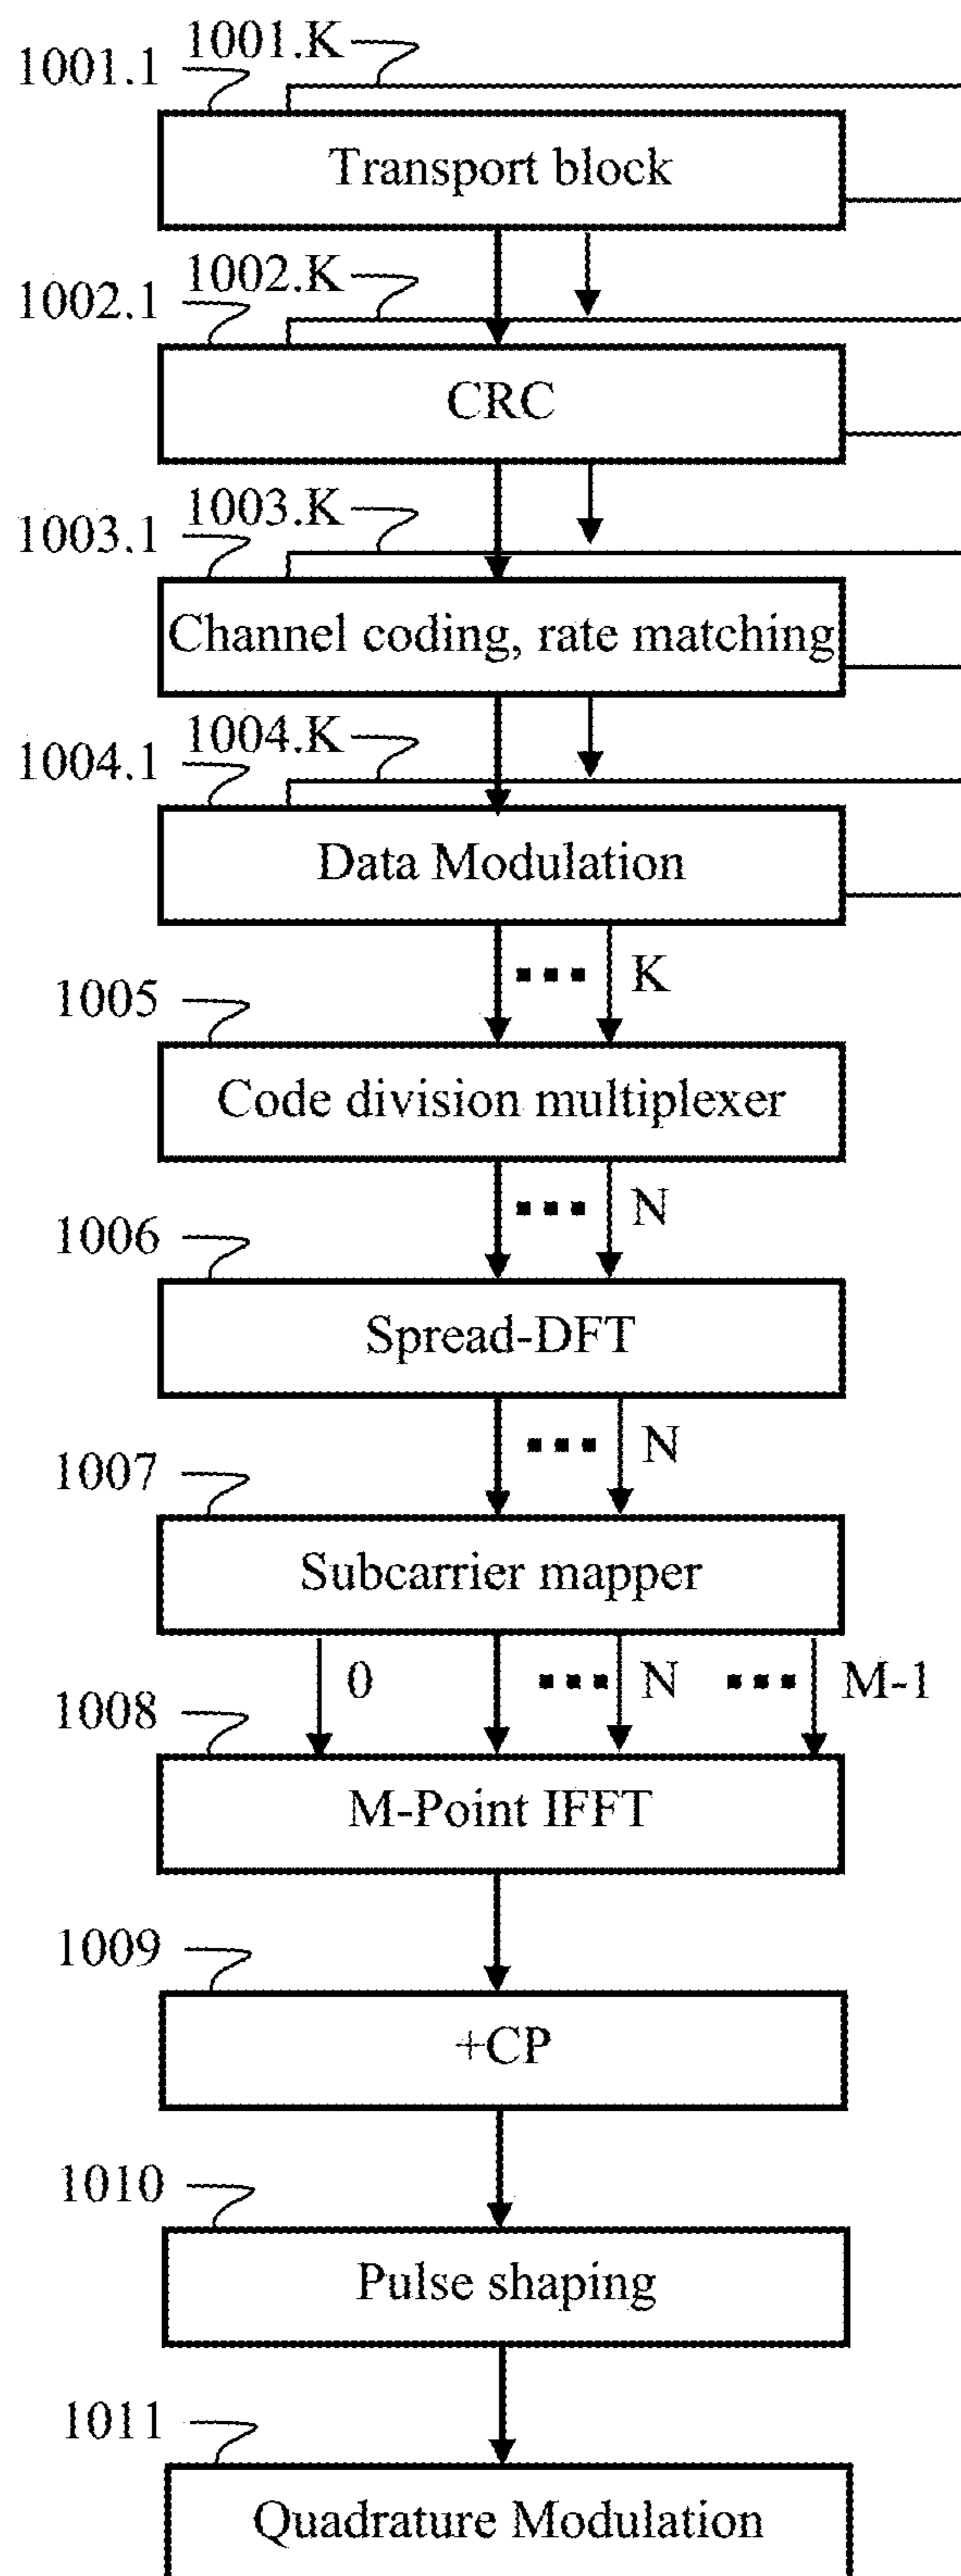 1001.K
1001.1
Transport block
1002.K
1002.1
CRC
1003.K
1003.1
Channel coding, rate matching
1004.K
1004.1
Data Modulation
K
1005
Code division multiplexer
N
1006
Spread-DFT
N
1007
Subcarrier mapper
0 N M-1
1008
M-Point IFFT
1009
+CP
1010
Pulse shaping
1011
Quadrature Modulation